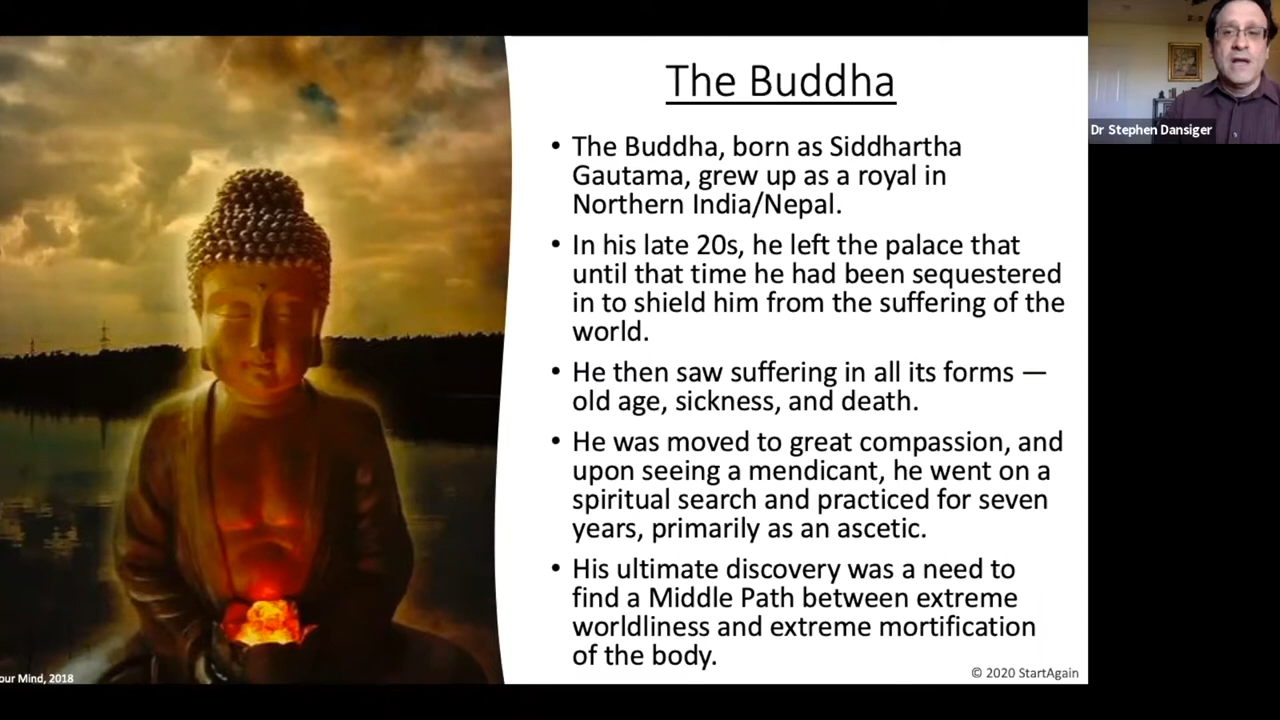 The Buddha
• The Buddha, born as Siddhartha
Gautama, grew up as a royal in
Northern India/Nepal.
• In his late 20s, he left the palace that
until that time he had been sequestered
in to shield him from the suffering of the
world.
• He then saw suffering in all its forms —
old age, sickness, and death.
• He was moved to great compassion, and
upon seeing a mendicant, he went on a
spiritual search and practiced for seven
years, primarily as an ascetic.
• His ultimate discovery was a need to
find a Middle Path between extreme
worldliness and extreme mortification
of the body.
© 2020 StartAgain
Mind, 2018
Dr Stephen Dansiger